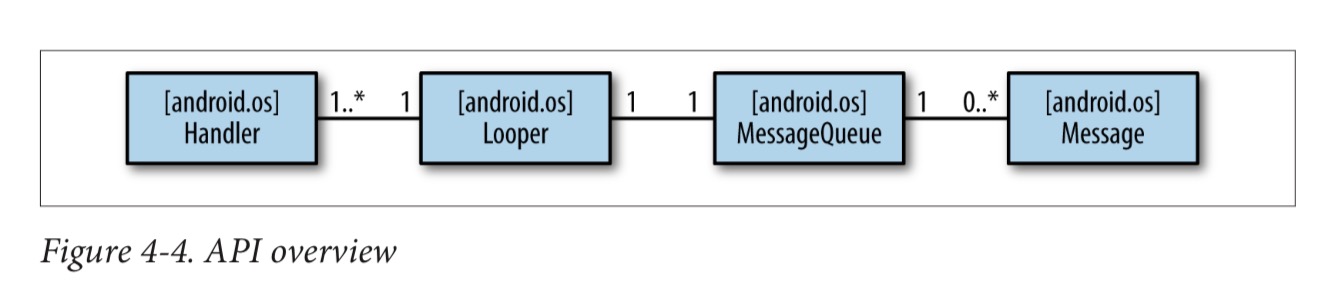 [android.os]
Handler
1..* 1
[android.os]
Looper
1 1
[android.os]
MessageQueue
1 0..*
[android.os]
Message
Figure 4-4. API overview